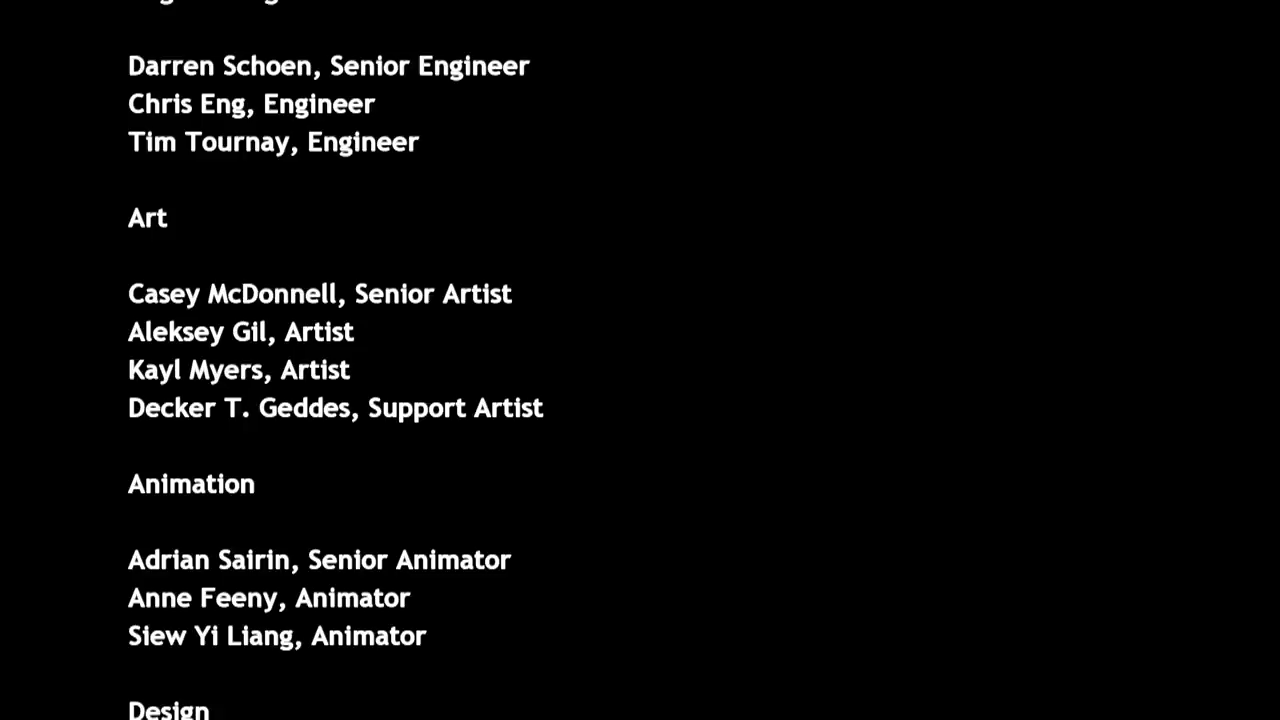 Darren Schoen, Senior Engineer
Chris Eng, Engineer
Tim Tournay, Engineer
Art
Casey McDonnell, Senior Artist
Aleksey Gil, Artist
Kayl Myers, Artist
Decker T. Geddes, Support Artist
Animation
Adrian Sairin, Senior Animator
Anne Feeny, Animator
Siew Yi Liang, Animator
Design